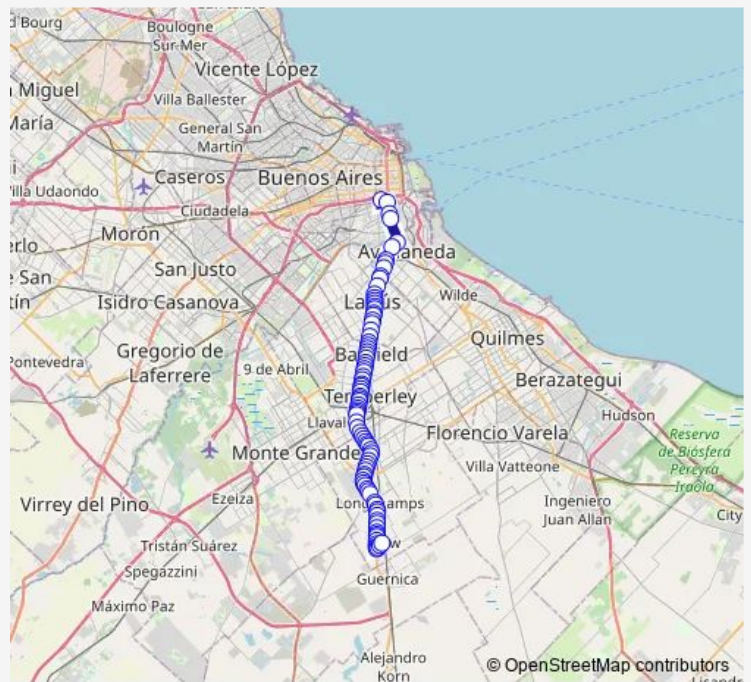 Bourg
Boulogne
Sur-Mer
Vicente López
Miguel
Villa Ballester
María
General San
Martín
Caseros
Buenos Aires
Villa Udaondo
Ciudadela
Morón
San Justo
Isidro Casanova
Wilde
Gregorio de
Laferrere
9 de Abril
Quilmes
Pontevedra
Berazategui
Hudson
Florencio Varela
Monte Grande
Villa Vatteone
Reserva
de Biósfera
Pereyra
Iraola
Virrey del Pino
Ezeiza
Ingeniero
Juan Allan
City
Tristán Suárez
Spegazzini
Guernica
Máximo Paz
Alejandro
Korn
© OpenStreetMap contributors